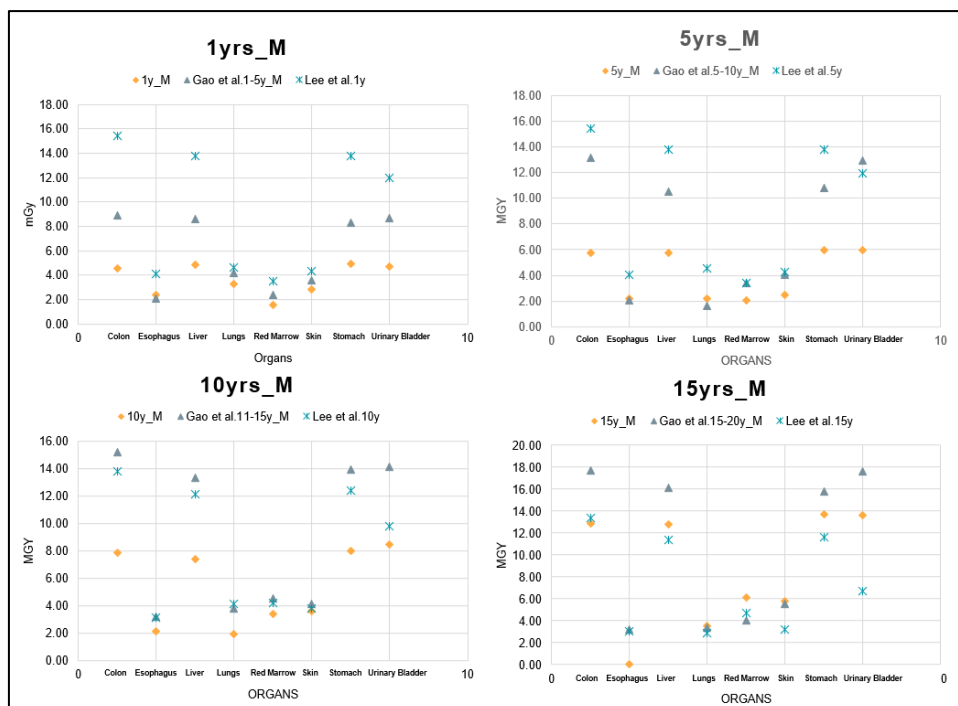 1yrs_M
1y_M Gao et al.1-5y_M Lee et al.1y
18.00
16.00
14.00
12.00
10.00
8.00
6.00
4.00
2.00
0.00
mGy
0 Colon Esophagus Liver Lungs Red Marrow Skin Stomach Urinary Bladder 10
Organs
5yrs_M
5y_M Gao et al.5-10y_M Lee et al.5y
18.00
16.00
14.00
12.00
10.00
8.00
6.00
4.00
2.00
0.00
MGY
0 Colon Esophagus Liver Lungs Red Marrow Skin Stomach Urinary Bladder 10
ORGANS
10yrs_M
10y_M Gao et al.11-15y_M Lee et al.10y
16.00
14.00
12.00
10.00
8.00
6.00
4.00
2.00
0.00
MGY
0 Colon Esophagus Liver Lungs Red Marrow Skin Stomach Urinary Bladder 10
ORGANS
15yrs_M
15y_M Gao et al.15-20y_M Lee et al.15y
20.00
18.00
16.00
14.00
12.00
10.00
8.00
6.00
4.00
2.00
0.00
MGY
0 Colon Esophagus Liver Lungs Red Marrow Skin Stomach Urinary Bladder 0
ORGANS